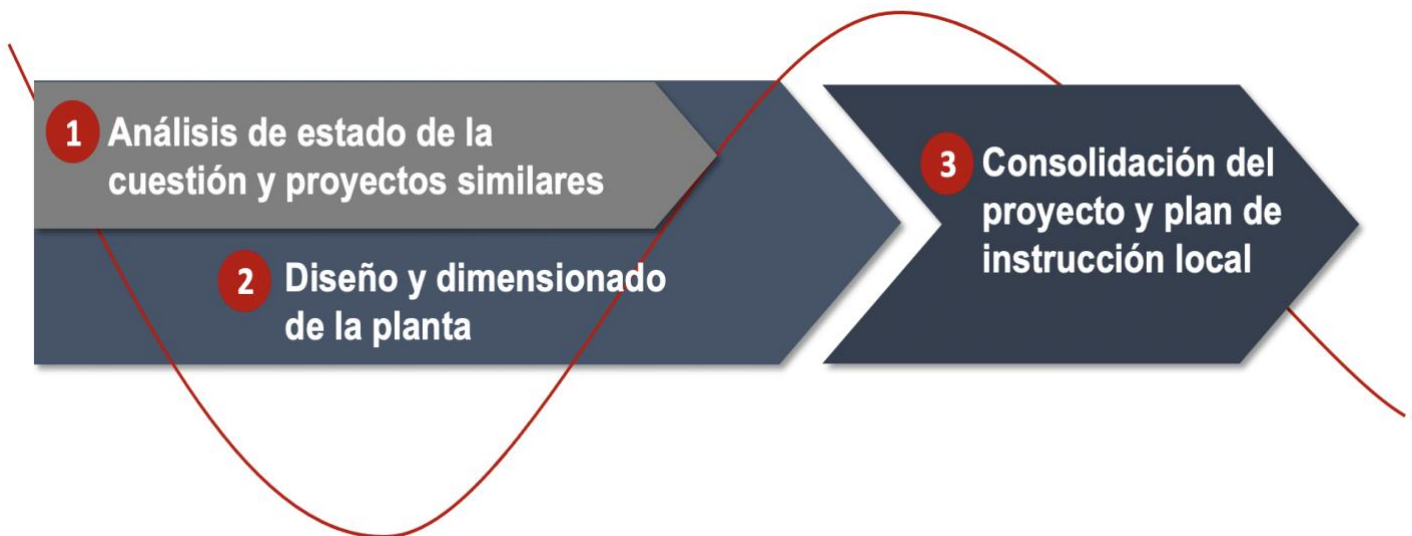 1 Análisis de estado de la
cuestión y proyectos similares
2 Diseño y dimensionado
de la planta
3 Consolidación del
proyecto y plan de
instrucción local